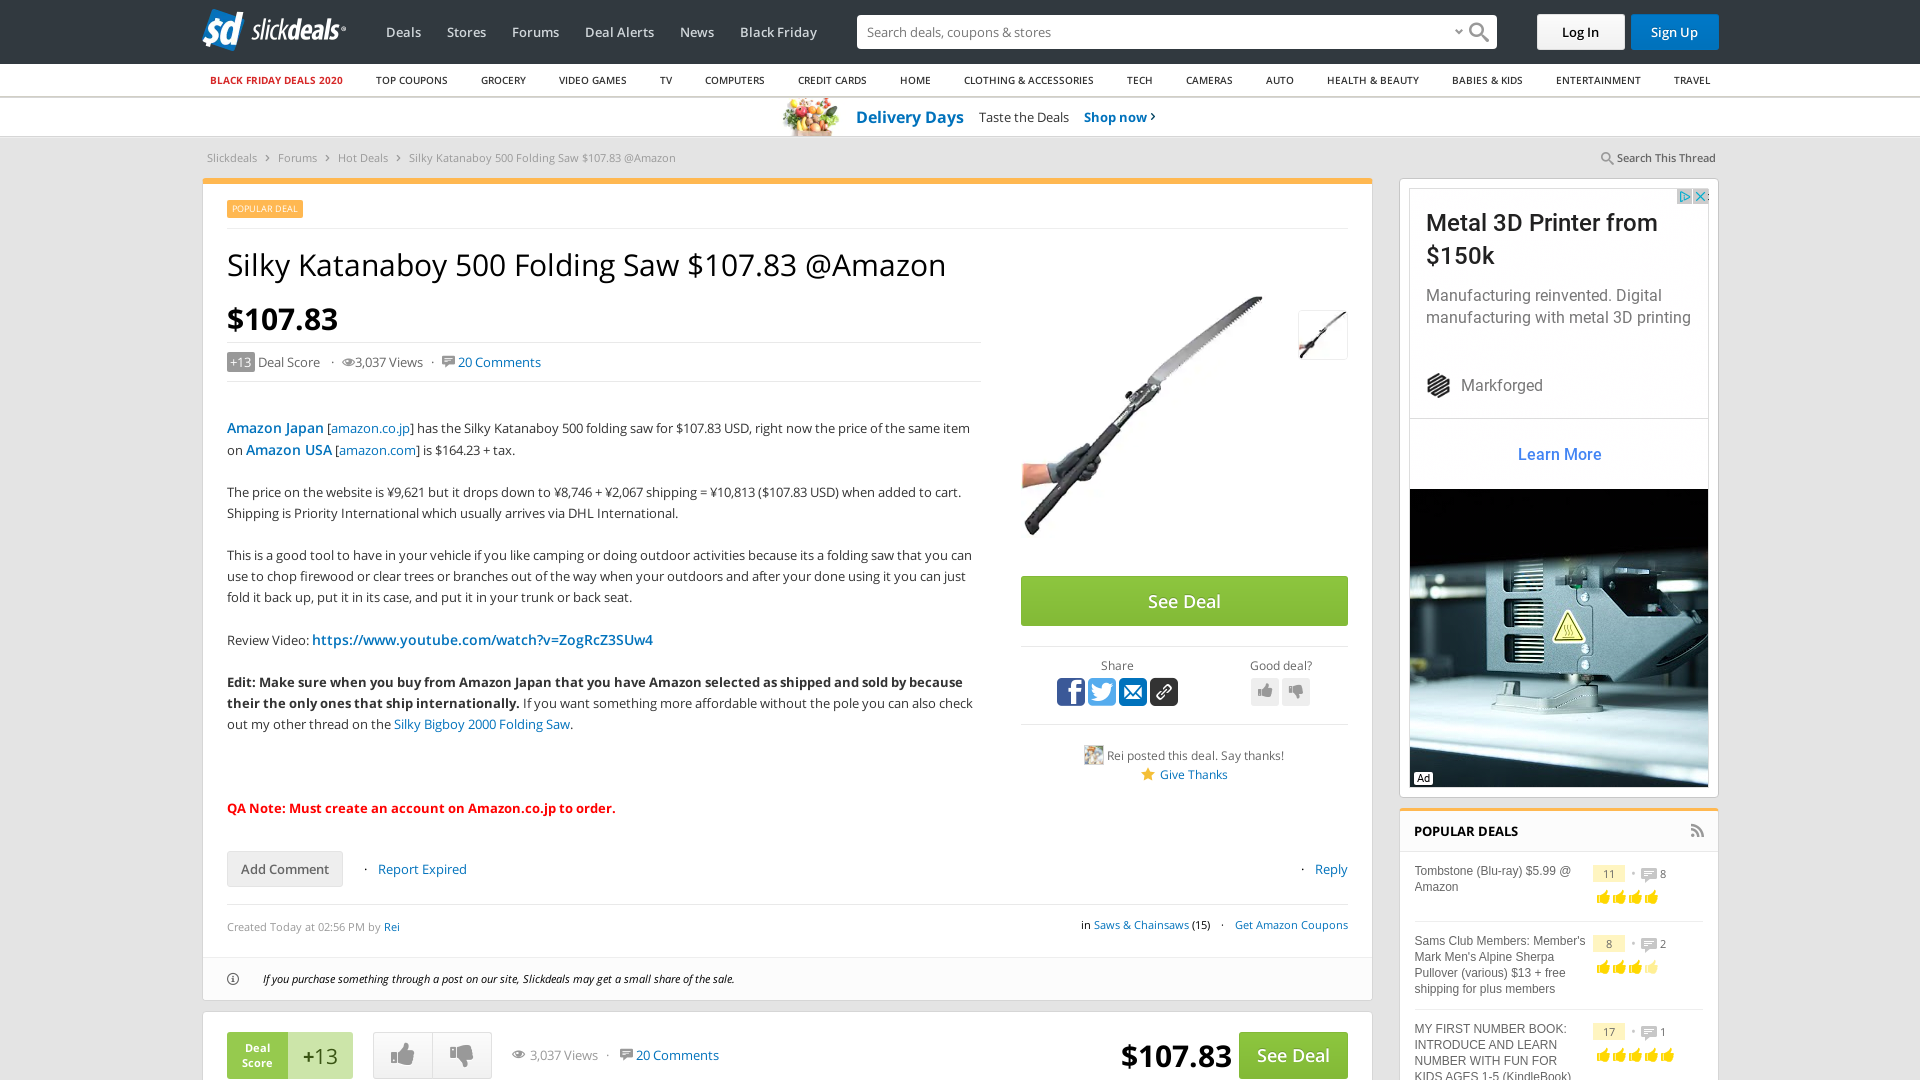 slickdeals
Deals Stores Forums Deal Alerts News Black Friday
Search deals, coupons & stores
Log In Sign Up
BLACK FRIDAY DEALS 2020 TOP COUPONS GROCERY VIDEO GAMES TV COMPUTERS CREDIT CARDS HOME CLOTHING & ACCESSORIES TECH CAMERAS AUTO HEALTH & BEAUTY BABIES & KIDS ENTERTAINMENT TRAVEL
Delivery Days Taste the Deals Shop now ›
Slickdeals › Forums › Hot Deals › Silky Katanaboy 500 Folding Saw $107.83 @Amazon
Search This Thread
POPULAR DEAL
Silky Katanaboy 500 Folding Saw $107.83 @Amazon
$107.83
+13 Deal Score · 3,037 Views · 20 Comments
Amazon Japan [amazon.co.jp] has the Silky Katanaboy 500 folding saw for $107.83 USD, right now the price of the same item
on Amazon USA [amazon.com] is $164.23 + tax.
The price on the website is ¥9,621 but it drops down to ¥8,746 + ¥2,067 shipping = ¥10,813 ($107.83 USD) when added to cart.
Shipping is Priority International which usually arrives via DHL International.
This is a good tool to have in your vehicle if you like camping or doing outdoor activities because its a folding saw that you can
use to chop firewood or clear trees or branches out of the way when your outdoors and after your done using it you can just
fold it back up, put it in its case, and put it in your trunk or back seat.
Review Video: https://www.youtube.com/watch?v=ZogRcZ3SUw4
Edit: Make sure when you buy from Amazon Japan that you have Amazon selected as shipped and sold by because
their the only ones that ship internationally. If you want something more affordable without the pole you can also check
out my other thread on the Silky Bigboy 2000 Folding Saw.
QA Note: Must create an account on Amazon.co.jp to order.
Add Comment · Report Expired
· Reply
Created Today at 02:56 PM by Rei
in Saws & Chainsaws (15) · Get Amazon Coupons
See Deal
Share
Good deal?
Rei posted this deal. Say thanks!
Give Thanks
If you purchase something through a post on our site, Slickdeals may get a small share of the sale.
Deal
Score
+13
3,037 Views · 20 Comments
$107.83
See Deal
Metal 3D Printer from
$150k
Manufacturing reinvented. Digital
manufacturing with metal 3D printing
Markforged
Learn More
Ad
POPULAR DEALS
Tombstone (Blu-ray) $5.99 @
Amazon
11 • 8
Sams Club Members: Member's
Mark Men's Alpine Sherpa
Pullover (various) $13 + free
shipping for plus members
8 • 2
MY FIRST NUMBER BOOK:
INTRODUCE AND LEARN
NUMBER WITH FUN FOR
KIDS AGES 1-5 (KindleBook)
17 • 1